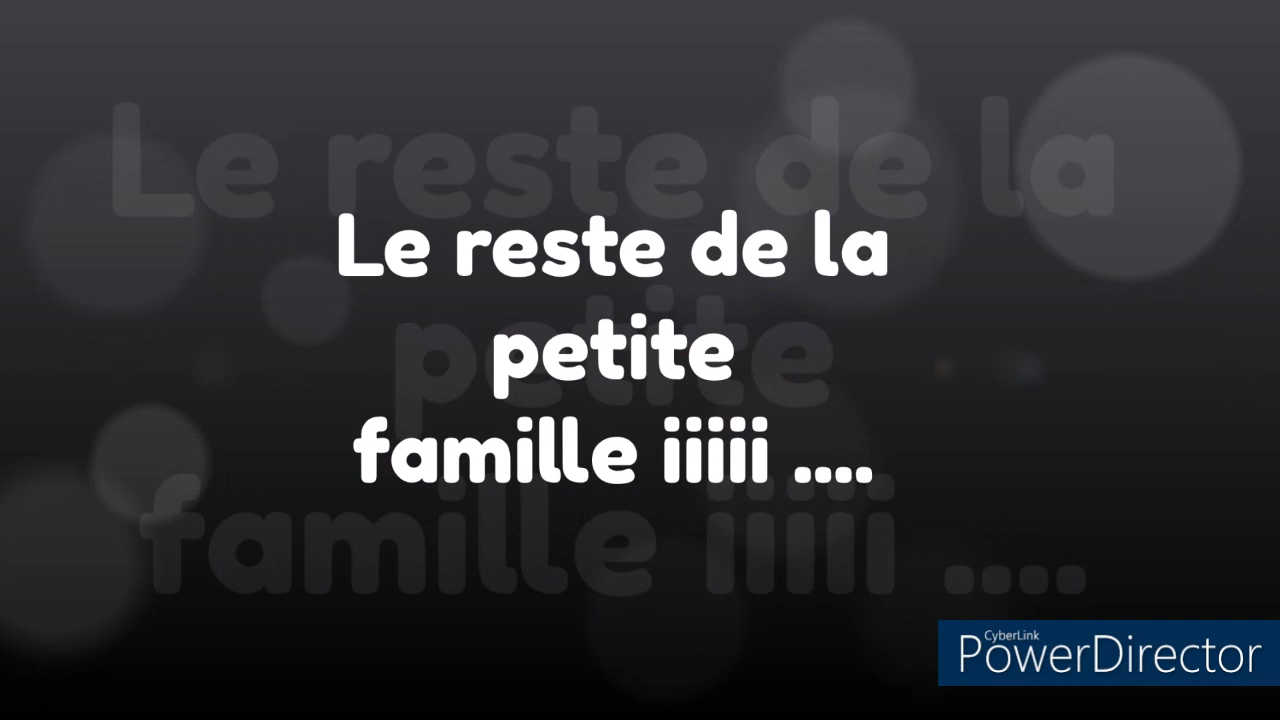 Le reste de la
petite
famille iiiii ....
CyberLink
PowerDirector